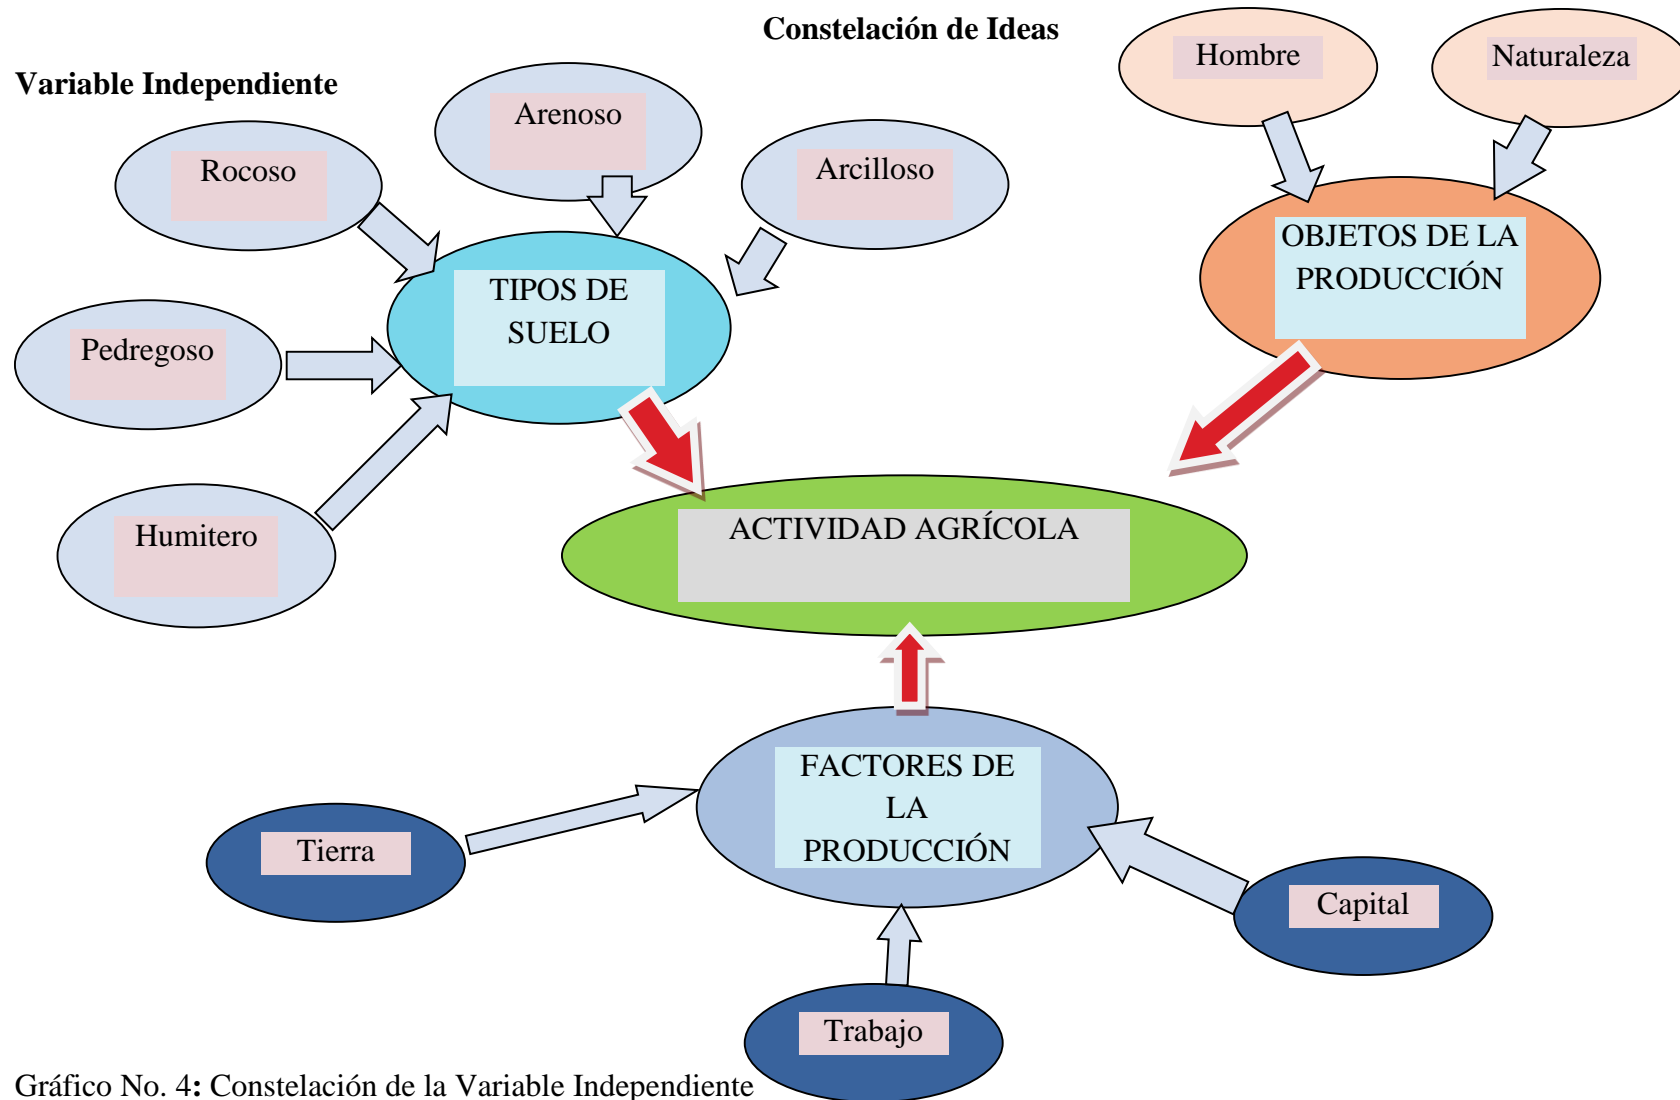 Constelación de Ideas
Variable Independiente
Hombre
Naturaleza
Arenoso
Rocoso
Arcilloso
OBJETOS DE LA
PRODUCCIÓN
TIPOS DE
SUELO
Pedregoso
Humitero
ACTIVIDAD AGRÍCOLA
FACTORES DE
LA
PRODUCCIÓN
Tierra
Capital
Trabajo
Gráfico No. 4: Constelación de la Variable Independiente